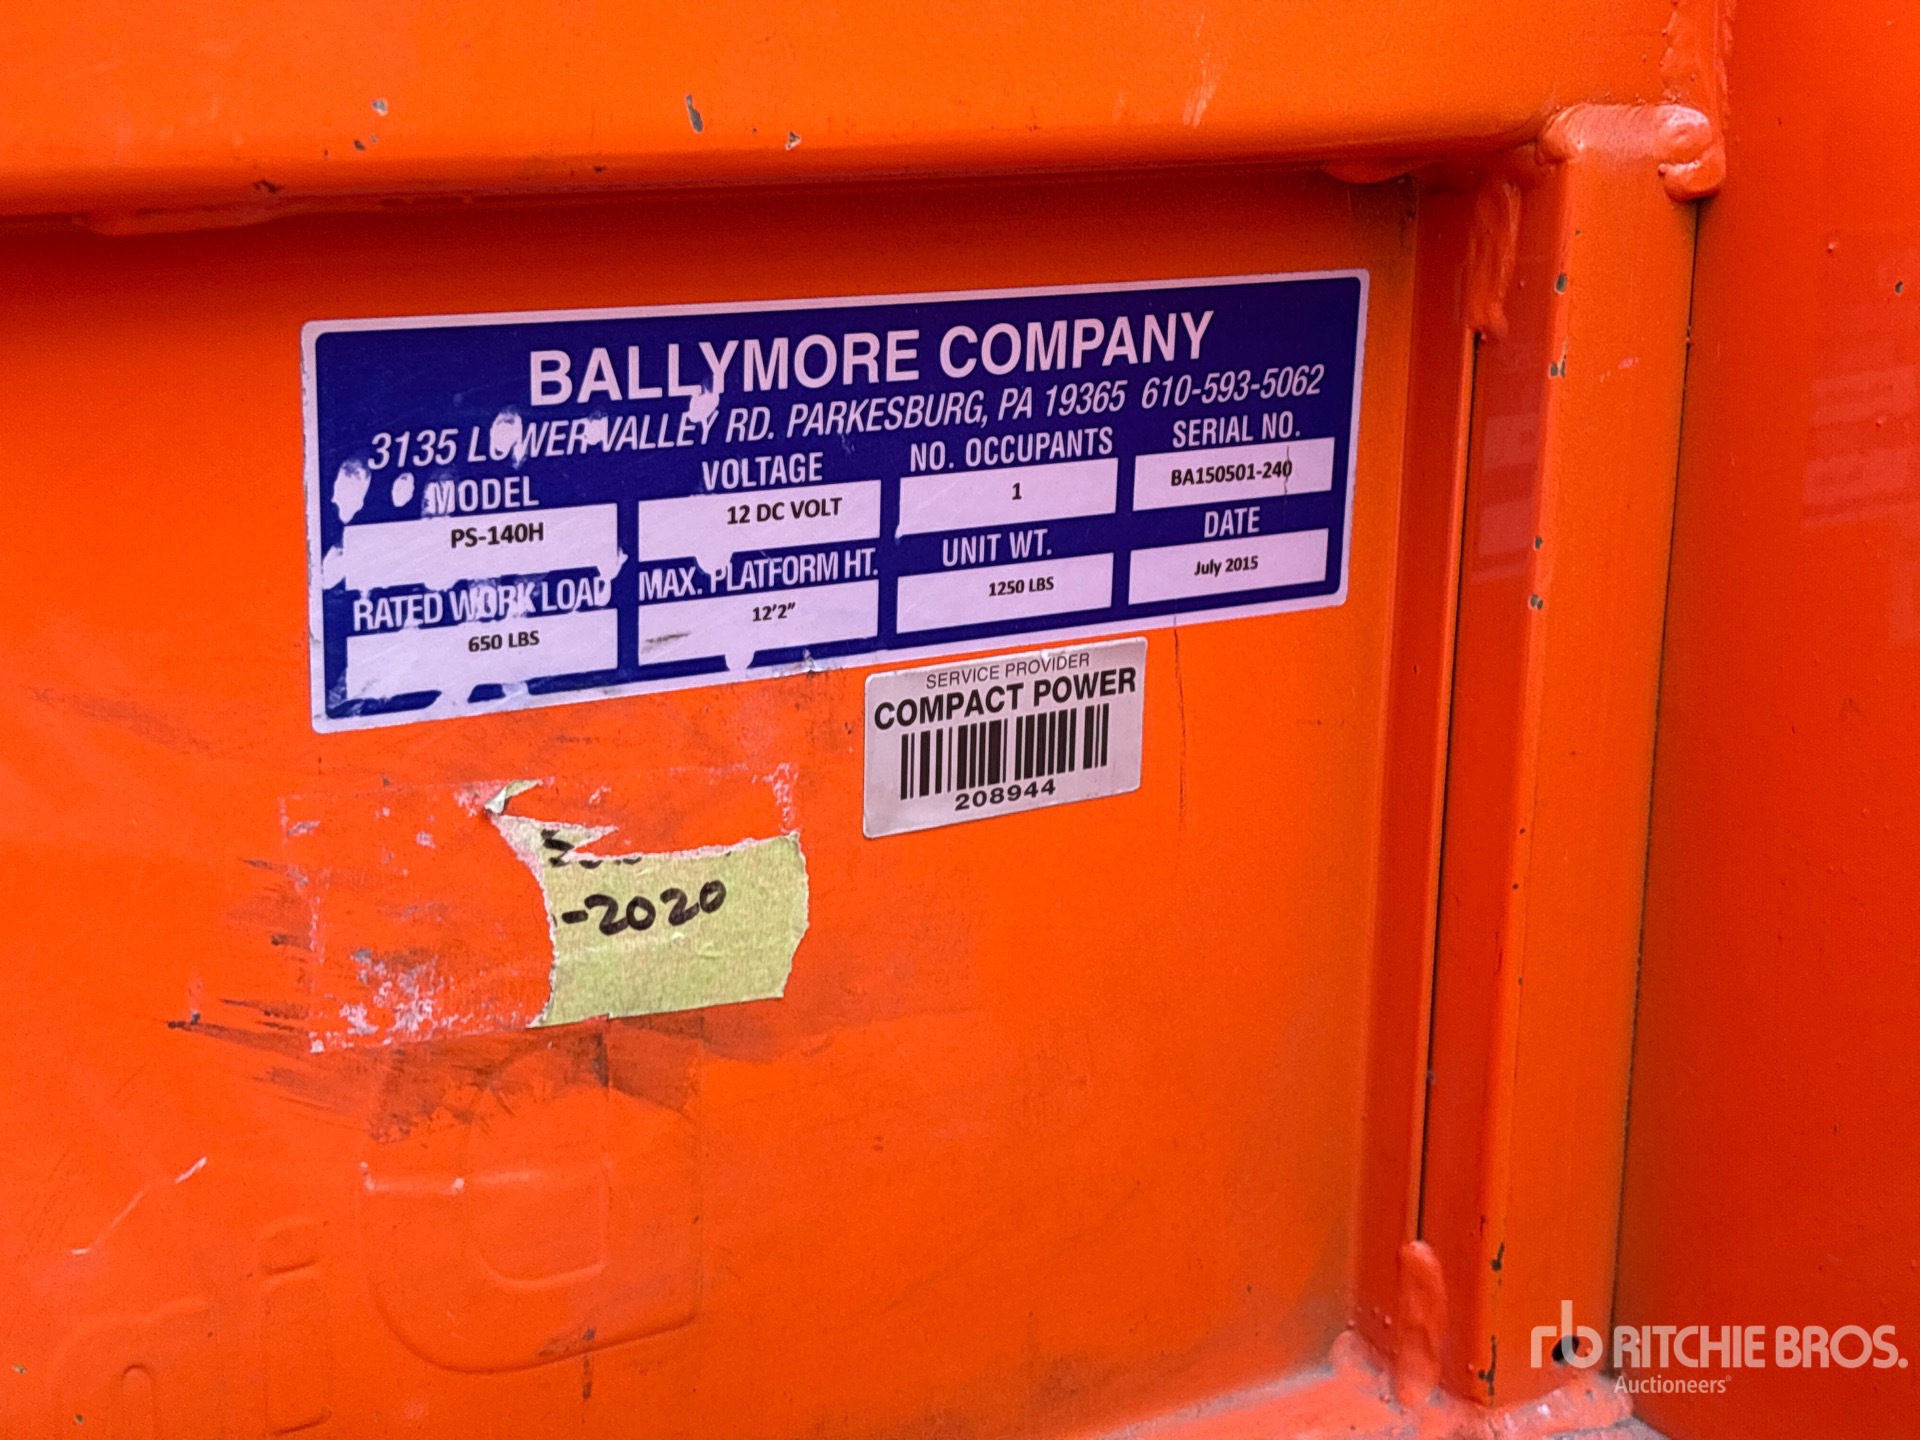 BALLYMORE COMPANY
3135 LOWER VALLEY RD. PARKESBURG, PA 19365 610-593-5062
MODEL VOLTAGE NO. OCCUPANTS SERIAL NO.
PS-140H 12 DC VOLT 1 BA150501-240
RATED WORK LOAD MAX. PLATFORM HT. UNIT WT. DATE
650 LBS 12'2" 1250 LBS July 2015
SERVICE PROVIDER
COMPACT POWER
208944
-2020
rb RITCHIE BROS.
Auctioneers